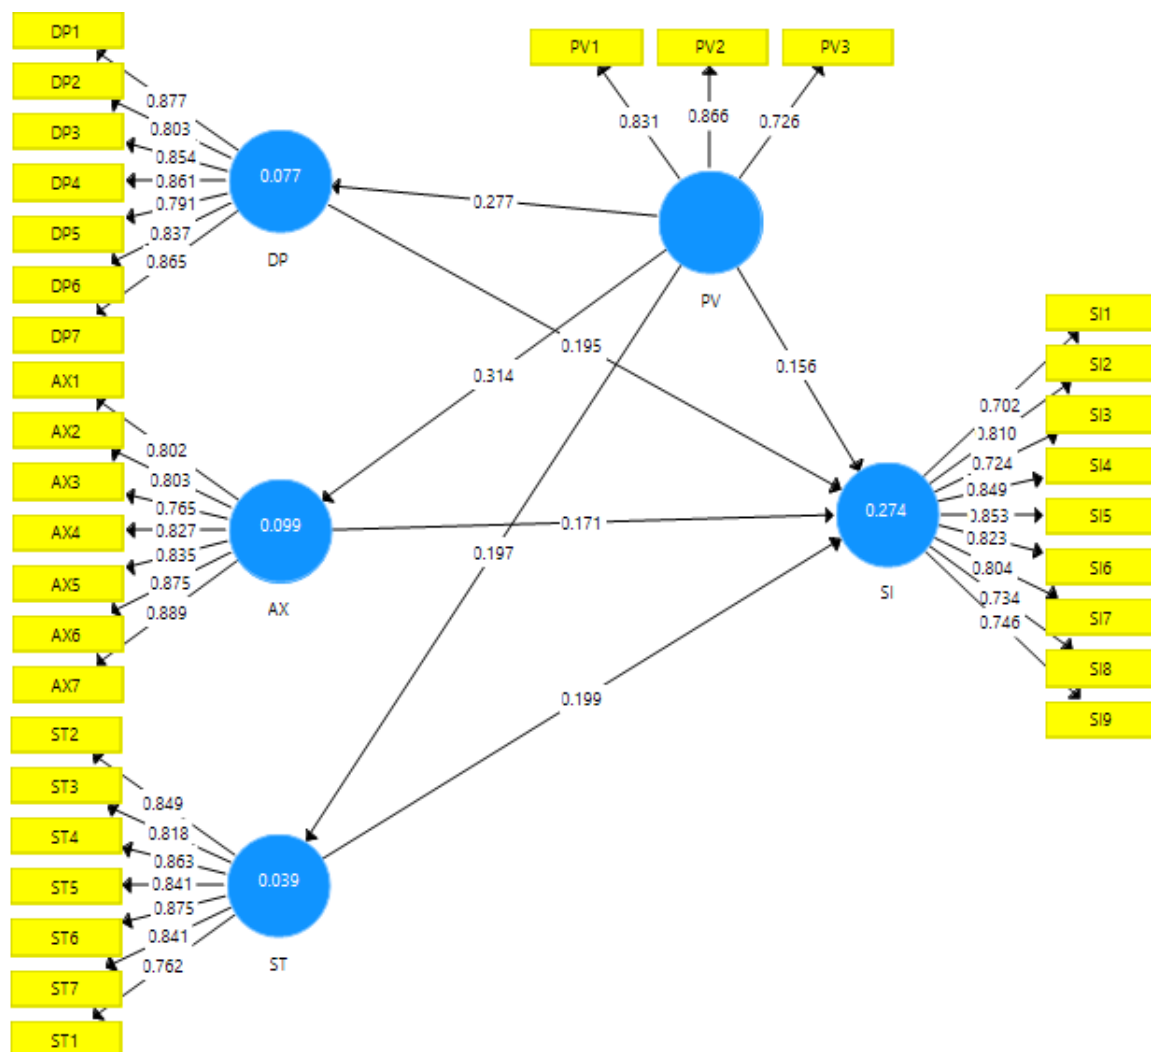 DP1
DP2
DP3
DP4
DP5
DP6
DP7
0.877
0.803
0.854
0.861
0.791
0.837
0.865
0.077
DP
PV1
PV2
PV3
0.831
0.866
0.726
PV
0.277
0.195
0.314
0.156
0.197
AX1
AX2
AX3
AX4
AX5
AX6
AX7
0.802
0.803
0.765
0.827
0.835
0.875
0.889
0.099
AX
0.171
0.199
SI1
SI2
SI3
SI4
SI5
SI6
SI7
SI8
SI9
0.702
0.810
0.724
0.849
0.853
0.823
0.804
0.734
0.746
0.274
SI
ST2
ST3
ST4
ST5
ST6
ST7
ST1
0.849
0.818
0.863
0.841
0.875
0.841
0.762
0.039
ST